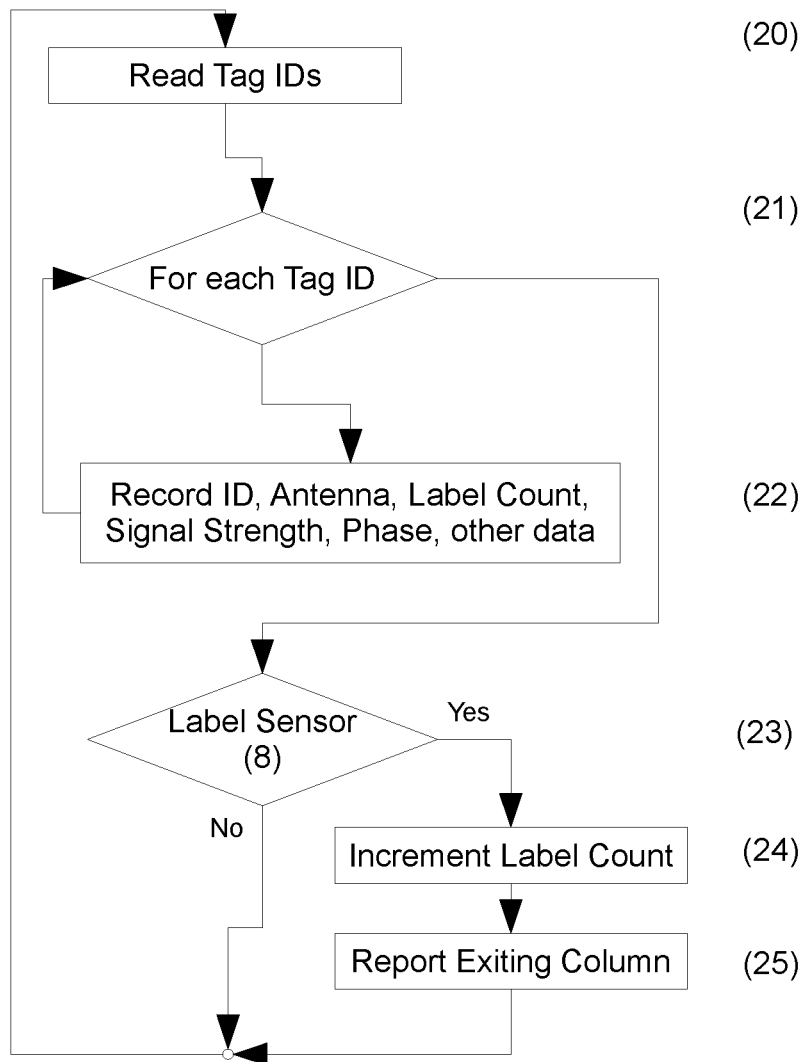 (20)
Read Tag IDs
(21)
For each Tag ID
Record ID, Antenna, Label Count,
Signal Strength, Phase, other data
(22)
Label Sensor
(8)
Yes
(23)
No
Increment Label Count
(24)
Report Exiting Column
(25)